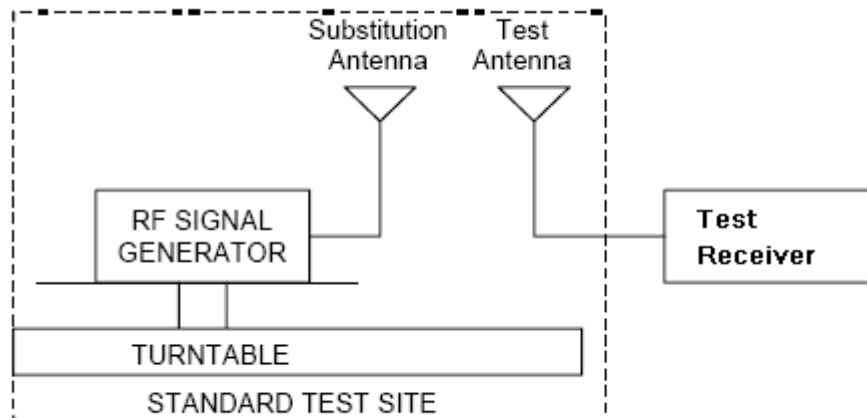 Substitution
Antenna
Test
Antenna
RF SIGNAL
GENERATOR
Test
Receiver
TURNTABLE
STANDARD TEST SITE